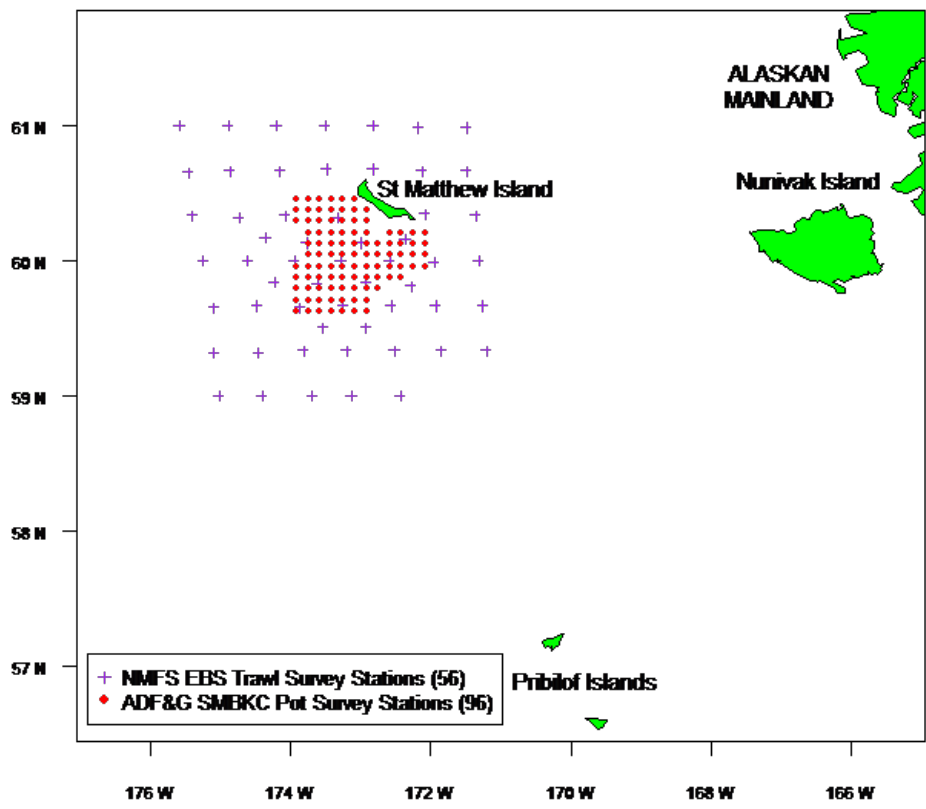 ALASKAN
MAINLAND
61 N
St Matthew Island
Nunivak Island
60 N
59 N
58 N
57 N
NMFS EBS Trawl Survey Stations (56)
Pribilof Islands
ADF&G SMBKC Pot Survey Stations (96)
176 W 174 W 172 W 170 W 168 W 166 W